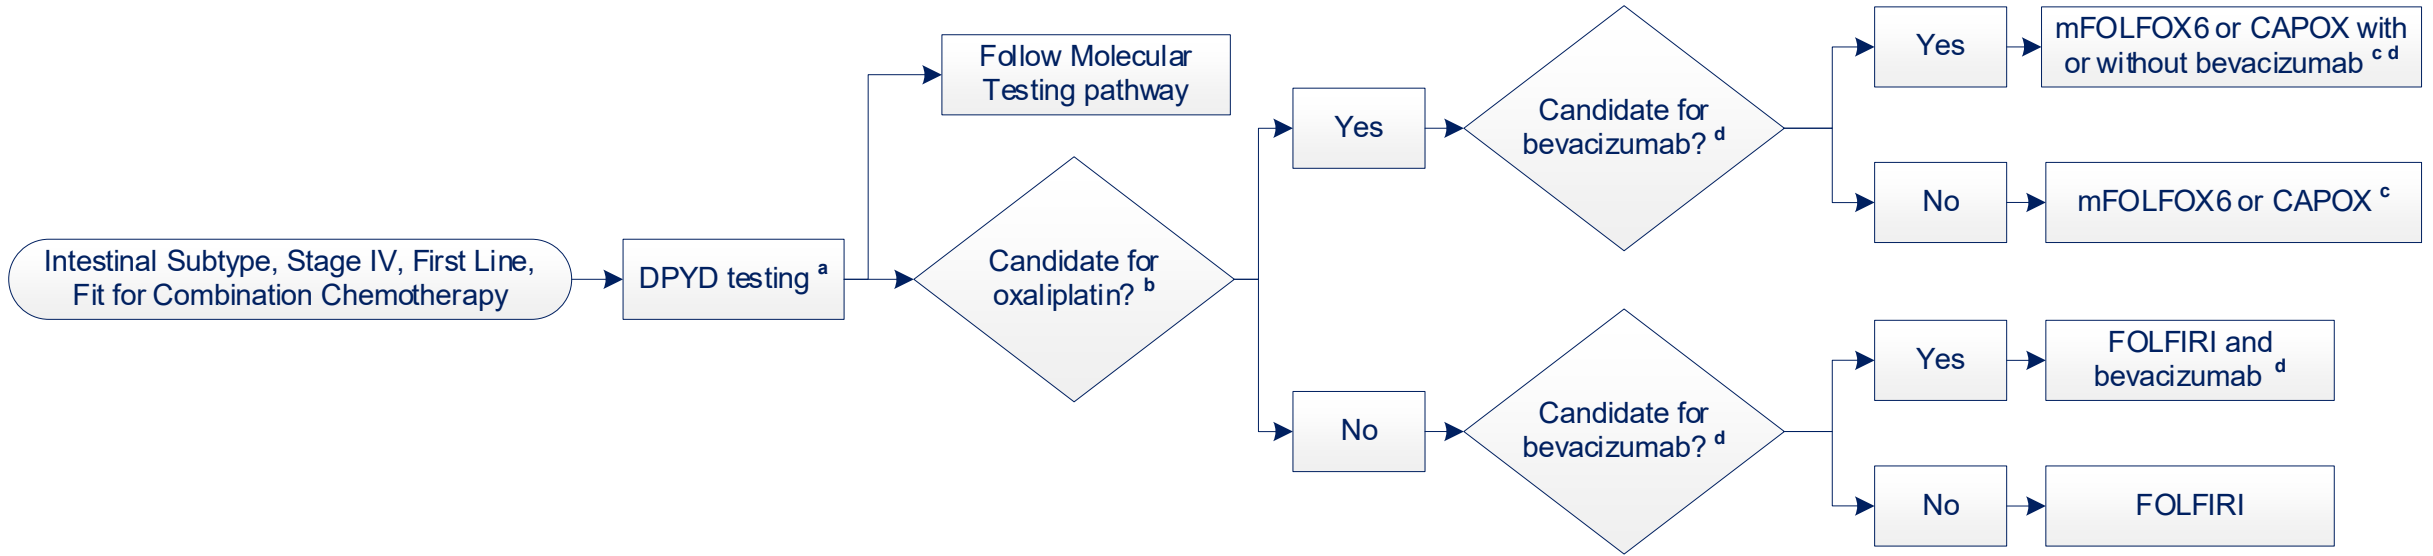 Intestinal Subtype, Stage IV, First Line,
Fit for Combination Chemotherapy
DPYD testing a
Follow Molecular
Testing pathway
Candidate for
oxaliplatin? b
Yes
Candidate for
bevacizumab? d
Yes
mFOLFOX6 or CAPOX with
or without bevacizumab c d
No
mFOLFOX6 or CAPOX c
No
Candidate for
bevacizumab? d
Yes
FOLFIRI and
bevacizumab d
No
FOLFIRI